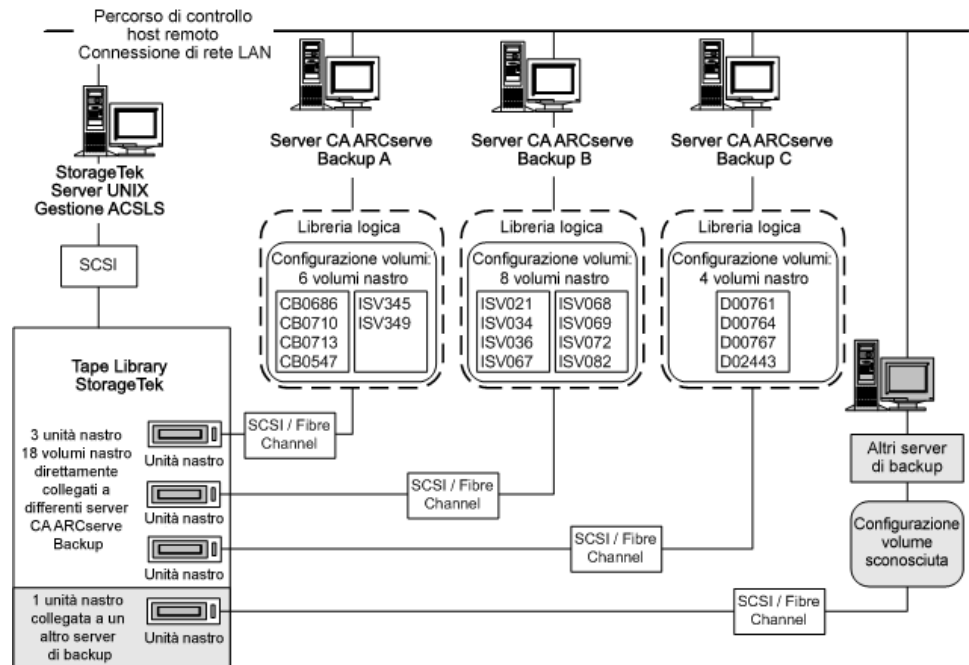 Percorso di controllo
host remoto
Connessione di rete LAN
StorageTek
Server UNIX
Gestione ACSLS
SCSI
Server CA ARCserve
Backup A
Server CA ARCserve
Backup B
Server CA ARCserve
Backup C
Libreria logica
Configurazione volumi:
6 volumi nastro
CB0686
CB0710
CB0713
CB0547
ISV345
ISV349
Libreria logica
Configurazione volumi:
8 volumi nastro
ISV021
ISV034
ISV036
ISV067
ISV068
ISV069
ISV072
ISV082
Libreria logica
Configurazione volumi:
4 volumi nastro
D00761
D00764
D00767
D02443
Tape Library
StorageTek
3 unità nastro
18 volumi nastro
direttamente
collegati a
differenti server
CA ARCserve
Backup
Unità nastro
Unità nastro
Unità nastro
SCSI / Fibre
Channel
SCSI / Fibre
Channel
SCSI / Fibre
Channel
Altri server
di backup
Configurazione
volume
sconosciuta
1 unità nastro
collegata a un
altro server
di backup
Unità nastro
SCSI / Fibre
Channel